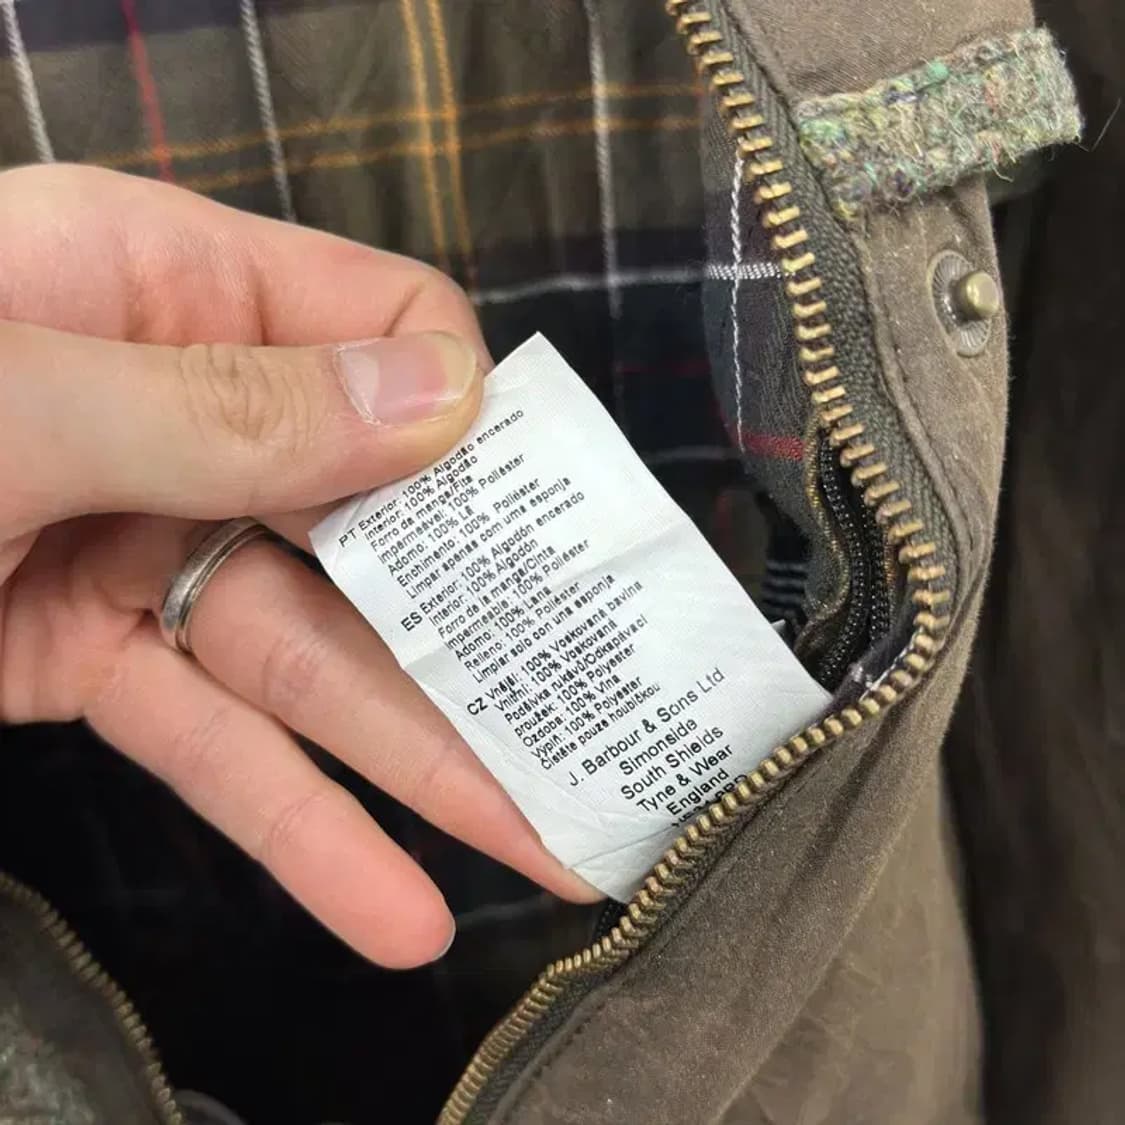 PT Exterior: 100% Algodão encerado
Interior: 100% Algodão
Forro da manga/Fita
Impermeável: 100% Poliéster
Adorno: 100% Lã
Enchimento: 100% Poliéster
Limpar apenas com uma esponja
ES Exterior: 100% Algodón encerado
Interior: 100% Algodón
Forro de la manga/Cinta
Impermeable: 100% Poliéster
Adorno: 100% Lana
Relleno: 100% Poliéster
Limpiar solo con una esponja
CZ Vnější: 100% Voskovaná bavlna
Vnitřní: 100% Voskovaná
Podšívka rukávů/Odkapávací
proužek: 100% Polyester
Ozdoba: 100% Vlna
Výplň: 100% Polyester
Čistěte pouze houbičkou
J. Barbour & Sons Ltd
Simonside
South Shields
Tyne & Wear
England